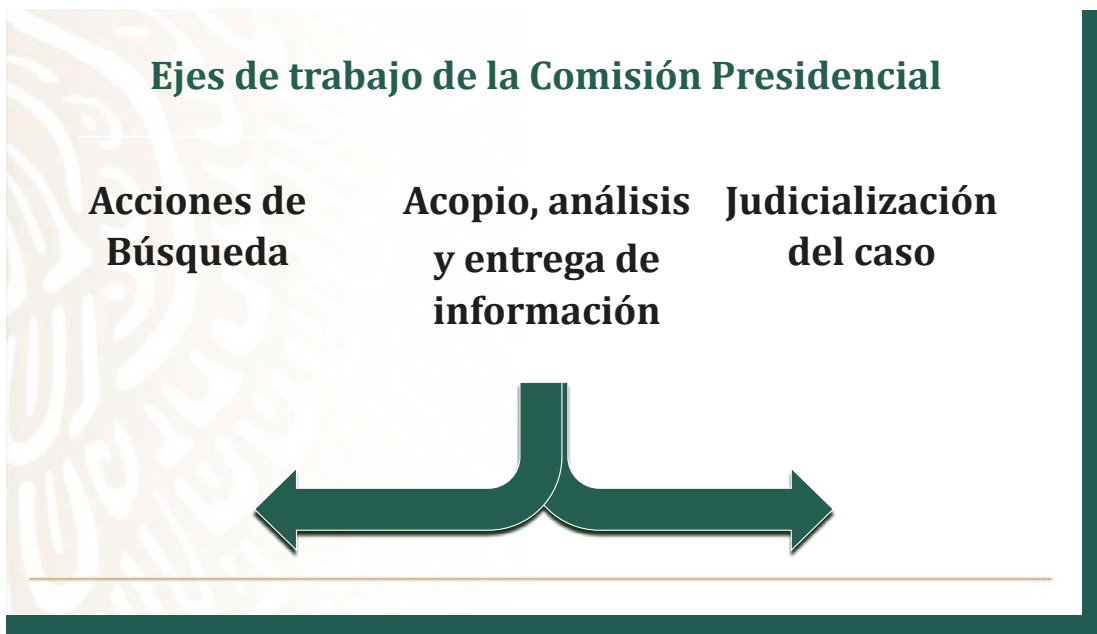 Ejes de trabajo de la Comisión Presidencial
Acciones de
Búsqueda
Acopio, análisis
y entrega de
información
Judicialización
del caso